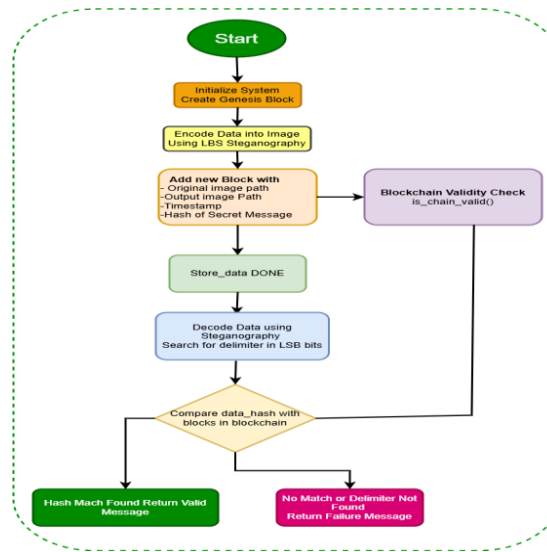 Start
Initialize System
Create Genesis Block
Encode Data into Image
Using LBS Steganography
Add new Block with
- Original image path
-Output image Path
-Timestamp
-Hash of Secret Message
Blockchain Validity Check
is_chain_valid()
Store_data DONE
Decode Data using
Steganography
Search for delimiter in LSB bits
Compare data_hash with
blocks in blockchain
Hash Mach Found Return Valid
Message
No Match or Delimiter Not
Found
Return Failure Message